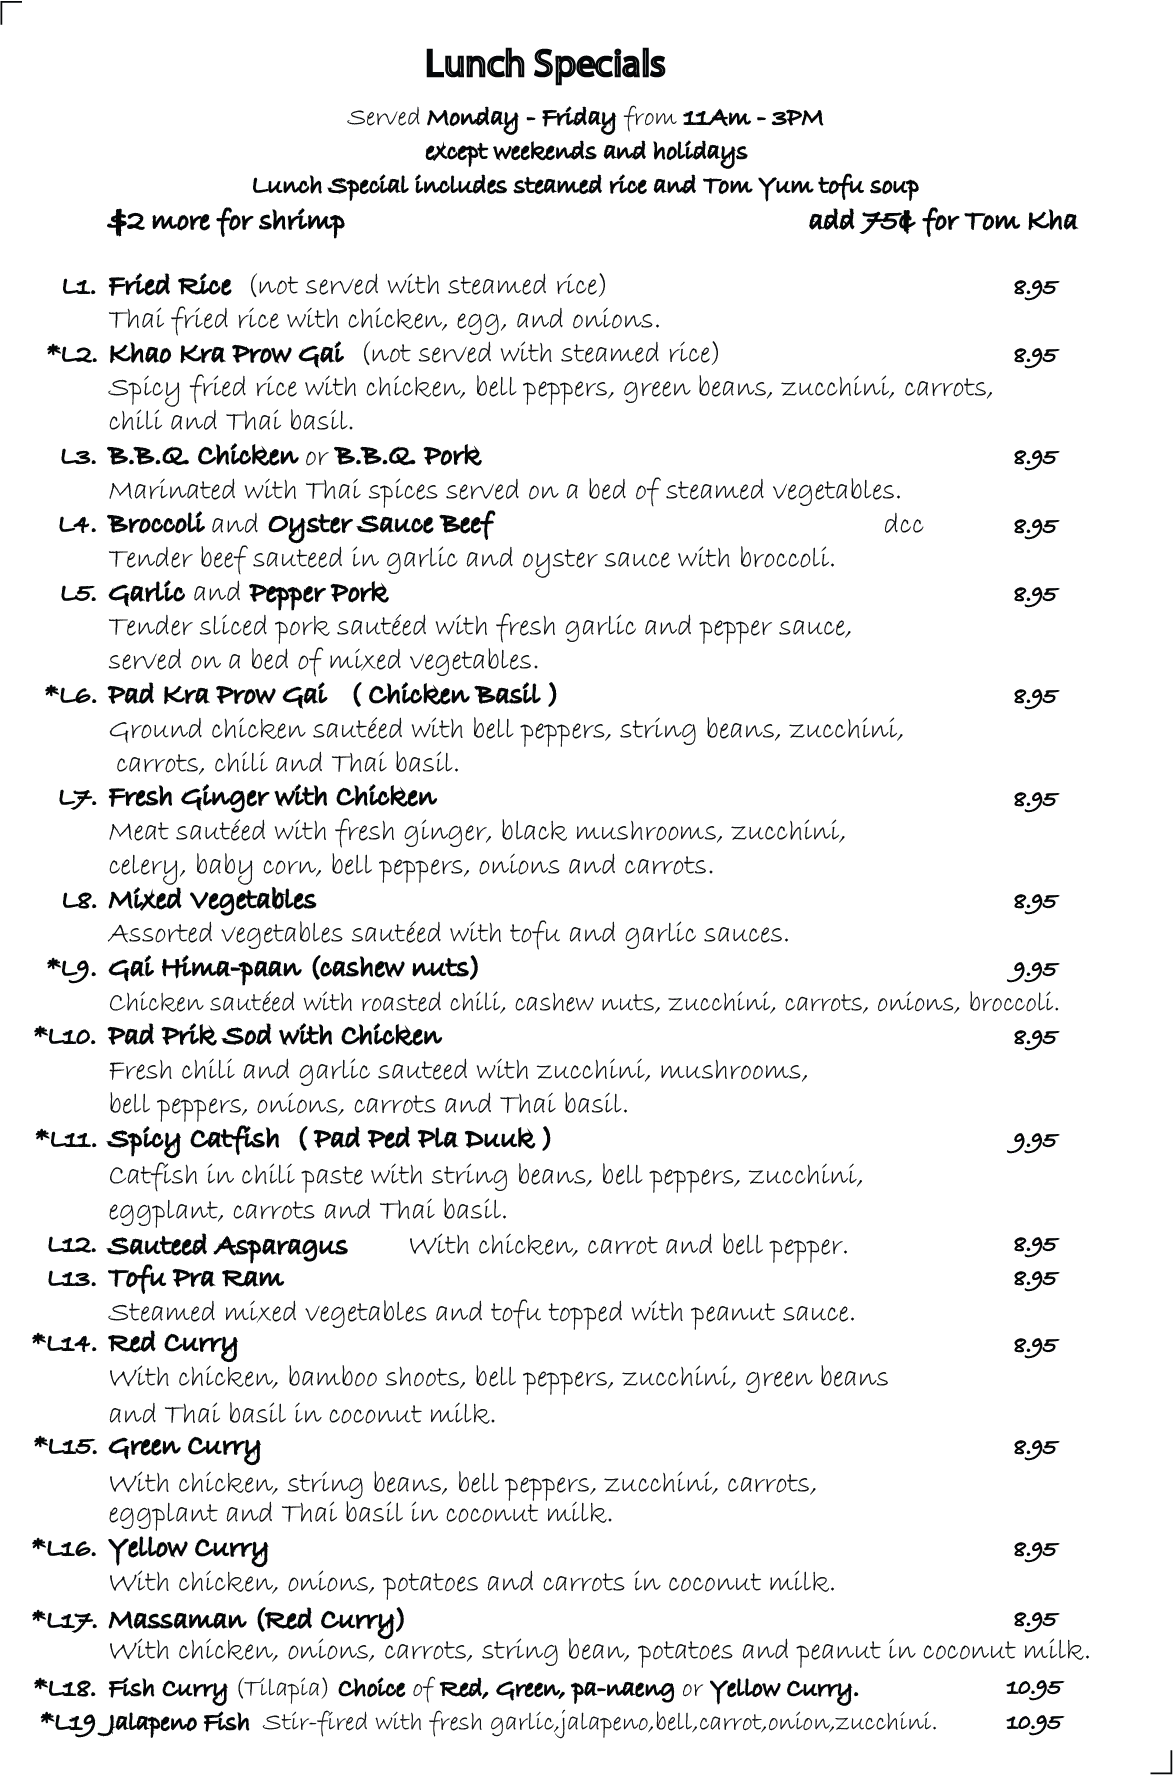 Lunch Specials
Served Monday - Friday from 11Am - 3PM
except weekends and holidays
Lunch Special includes steamed rice and Tom Yum tofu soup
$2 more for shrimp add 75¢ for Tom Kha
L1. Fried Rice (not served with steamed rice) 8.95
Thai fried rice with chicken, egg, and onions.
*L2. Khao Kra Prow Gai (not served with steamed rice) 8.95
Spicy fried rice with chicken, bell peppers, green beans, zucchini, carrots,
chili and Thai basil.
L3. B.B.Q. Chicken or B.B.Q. Pork 8.95
Marinated with Thai spices served on a bed of steamed vegetables.
L4. Broccoli and Oyster Sauce Beef dcc 8.95
Tender beef sauteed in garlic and oyster sauce with broccoli.
L5. Garlic and Pepper Pork 8.95
Tender sliced pork sautéed with fresh garlic and pepper sauce,
served on a bed of mixed vegetables.
*L6. Pad Kra Prow Gai ( Chicken Basil ) 8.95
Ground chicken sautéed with bell peppers, string beans, zucchini,
carrots, chili and Thai basil.
L7. Fresh Ginger with Chicken 8.95
Meat sautéed with fresh ginger, black mushrooms, zucchini,
celery, baby corn, bell peppers, onions and carrots.
L8. Mixed Vegetables 8.95
Assorted vegetables sautéed with tofu and garlic sauces.
*L9. Gai Hima-paan (cashew nuts) 9.95
Chicken sautéed with roasted chili, cashew nuts, zucchini, carrots, onions, broccoli.
*L10. Pad Prik Sod with Chicken 8.95
Fresh chili and garlic sauteed with zucchini, mushrooms,
bell peppers, onions, carrots and Thai basil.
*L11. Spicy Catfish ( Pad Ped Pla Duuk ) 9.95
Catfish in chili paste with string beans, bell peppers, zucchini,
eggplant, carrots and Thai basil.
L12. Sauteed Asparagus With chicken, carrot and bell pepper. 8.95
L13. Tofu Pra Ram 8.95
Steamed mixed vegetables and tofu topped with peanut sauce.
*L14. Red Curry 8.95
With chicken, bamboo shoots, bell peppers, zucchini, green beans
and Thai basil in coconut milk.
*L15. Green Curry 8.95
With chicken, string beans, bell peppers, zucchini, carrots,
eggplant and Thai basil in coconut milk.
*L16. Yellow Curry 8.95
With chicken, onions, potatoes and carrots in coconut milk.
*L17. Massaman (Red Curry) 8.95
With chicken, onions, carrots, string bean, potatoes and peanut in coconut milk.
*L18. Fish Curry (Tilapia) Choice of Red, Green, pa-naeng or Yellow Curry. 10.95
*L19 Jalapeno Fish Stir-fired with fresh garlic,jalapeno,bell,carrot,onion,zucchini. 10.95